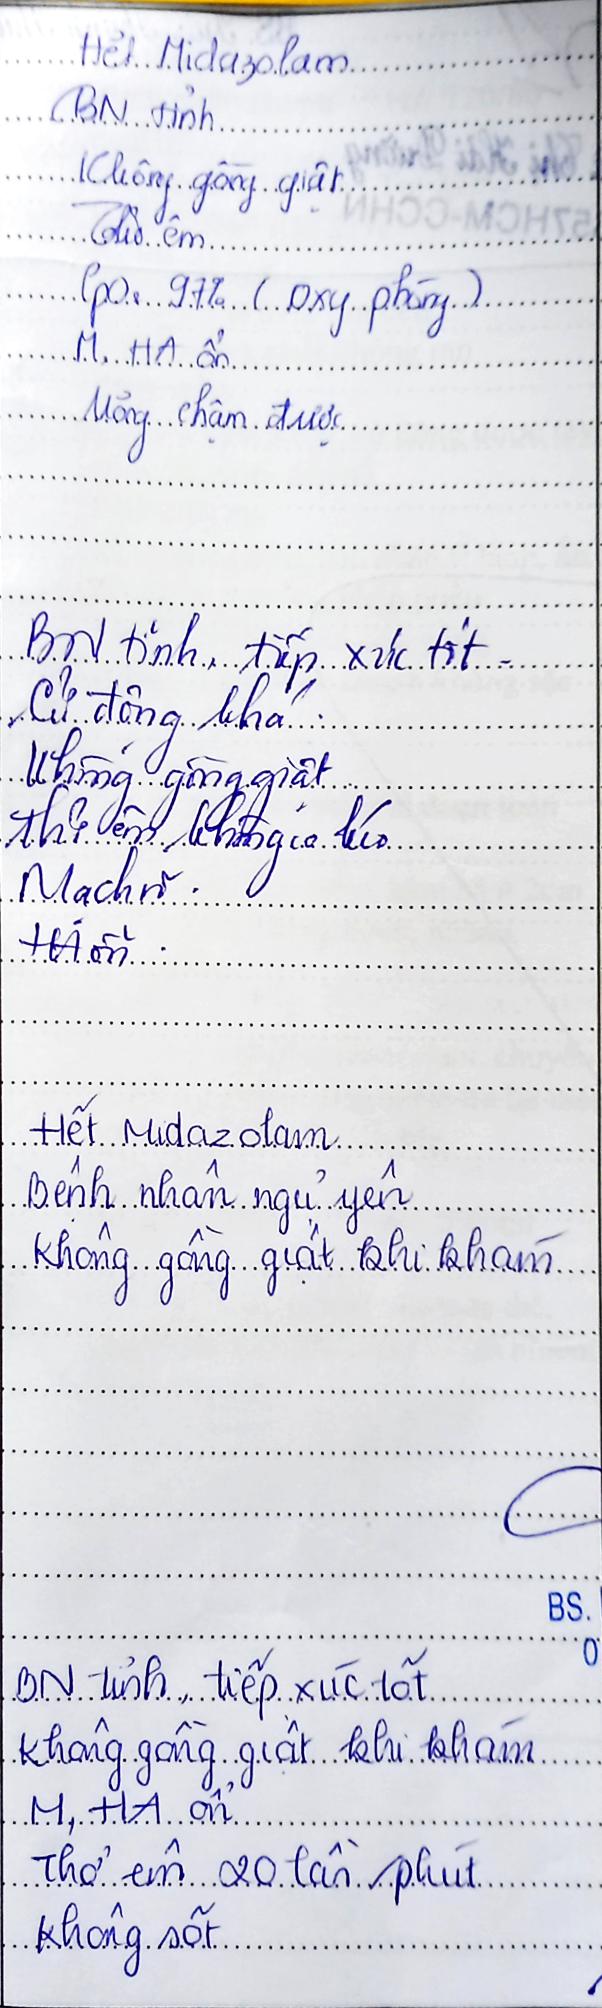 Hết Midazolam
BN tỉnh
Không gồng giật
Thở êm
SpO₂ 97% (oxy phòng)
M, HA ổn
Uống chậm được
BN tỉnh, tiếp xúc tốt
Cử động khá
Không gồng giật
thở êm không co kéo
Mạch rõ
HA ổn
Hết Midazolam
Bệnh nhân ngủ yên
Không gồng giật khi khám
BS.
0
BN tỉnh, tiếp xúc tốt
Không gồng giật khi khám
M, HA ổn
Thở êm 20 lần/phút
Không sốt